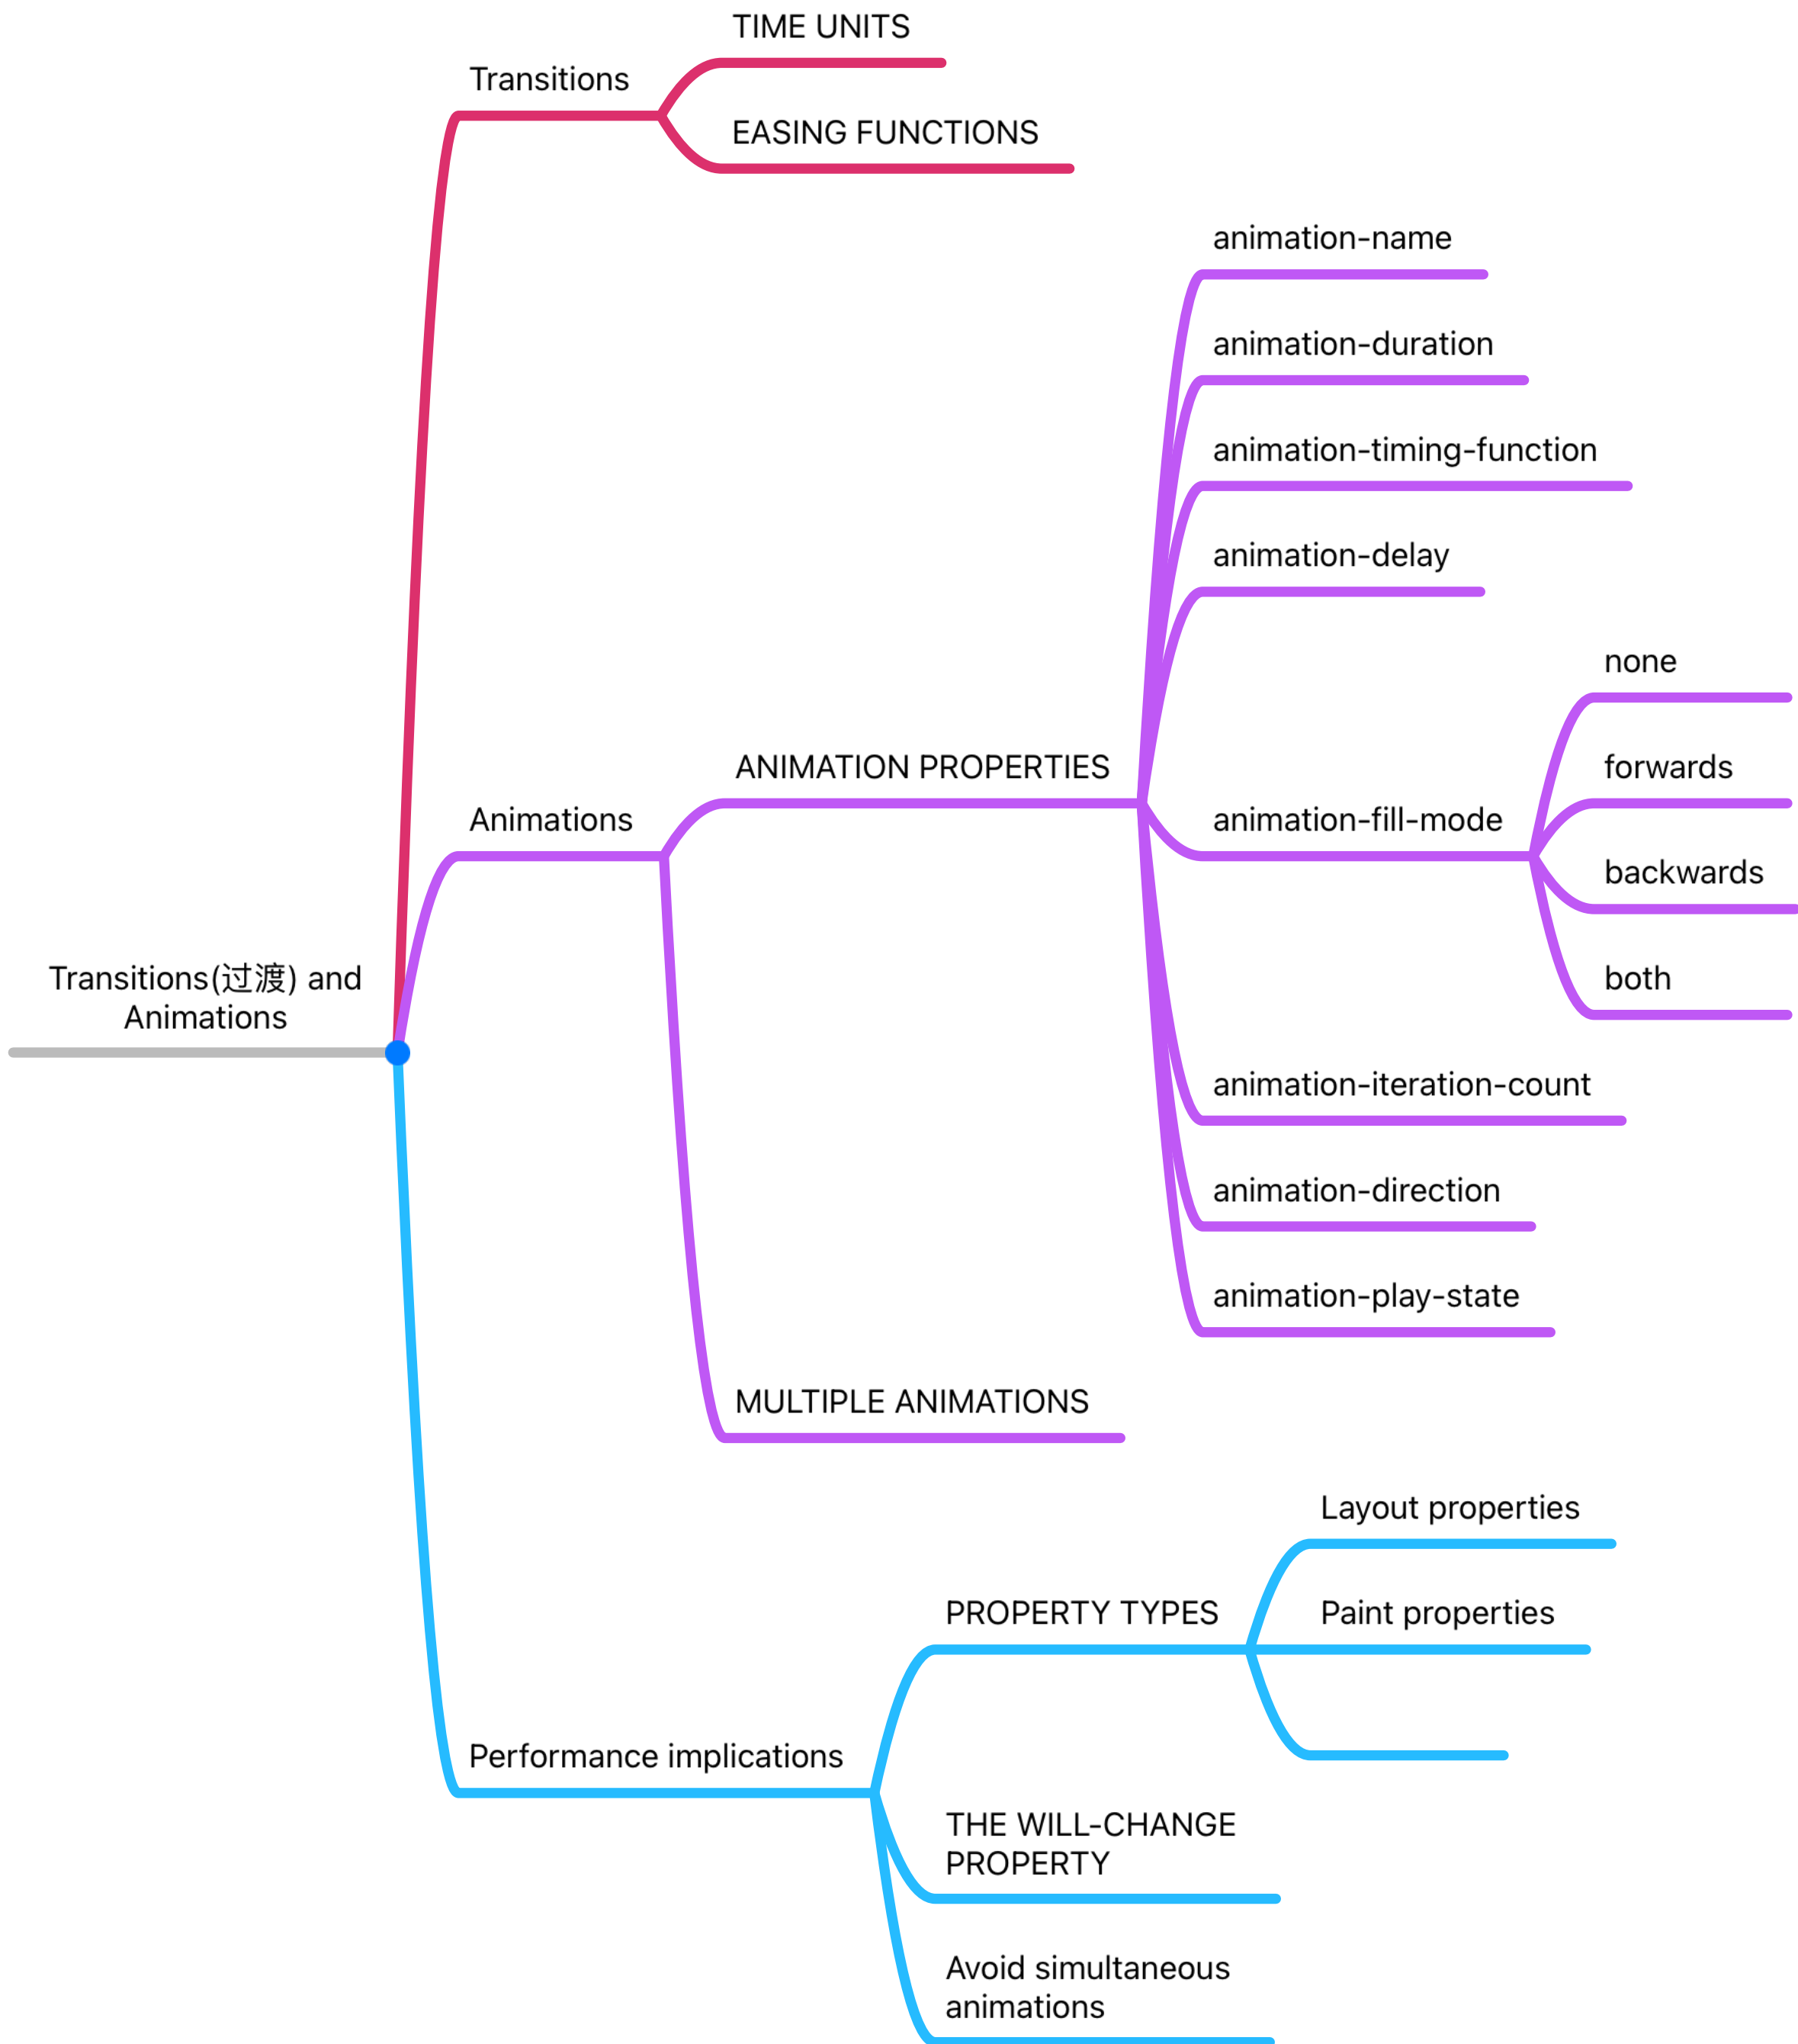 TIME UNITS
Transitions
EASING FUNCTIONS
animation-name
animation-duration
animation-timing-function
animation-delay
none
ANIMATION PROPERTIES
forwards
Animations
animation-fill-mode
backwards
Transitions(过渡) and
Animations
both
animation-iteration-count
animation-direction
animation-play-state
MULTIPLE ANIMATIONS
Layout properties
PROPERTY TYPES
Paint properties
Performance implications
THE WILL-CHANGE
PROPERTY
Avoid simultaneous
animations